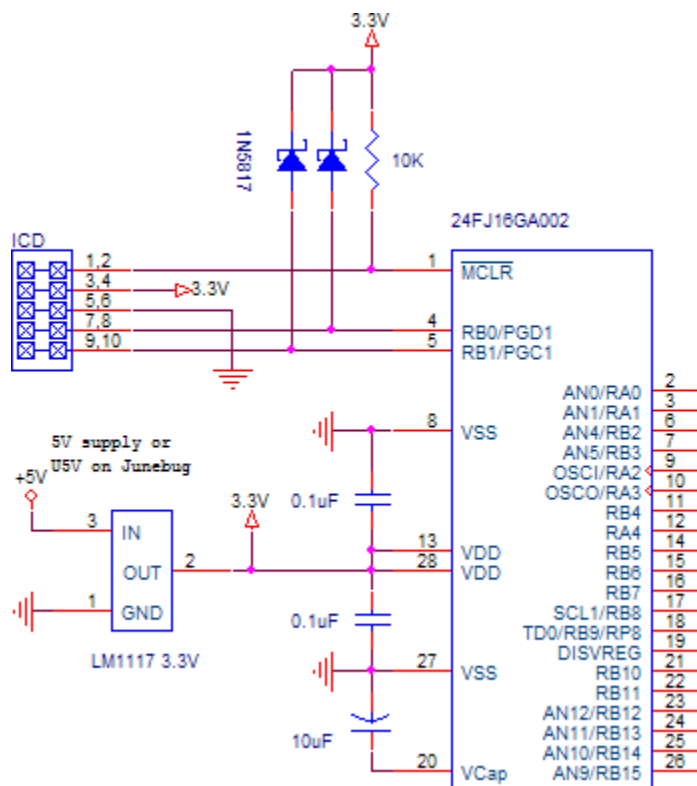 3.3V
1N5817
10K
24FJ16GA002
ICD
1,2
3,4
5,6
7,8
9,10
3.3V
1 MCLR
4 RB0/PGD1
5 RB1/PGC1
8 VSS
13 VDD
28 VDD
27 VSS
20 VCap
AN0/RA0 2
AN1/RA1 3
AN4/RB2 6
AN5/RB3 7
OSCI/RA2 9
OSCO/RA3 10
RB4 11
RA4 12
RB5 14
RB6 15
RB7 16
SCL1/RB8 17
TD0/RB9/RP8 18
DISVREG 19
RB10 21
RB11 22
AN12/RB12 23
AN11/RB13 24
AN10/RB14 25
AN9/RB15 26
5V supply or
U5V on Junebug
+5V
3 IN
OUT 2
1 GND
LM1117 3.3V
3.3V
0.1uF
0.1uF
10uF